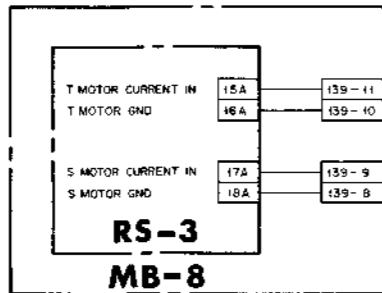 T MOTOR CURRENT IN 15A 139-11
T MOTOR GND 16A 139-10
S MOTOR CURRENT IN 17A 139-9
S MOTOR GND 18A 139-8
RS-3
MB-8